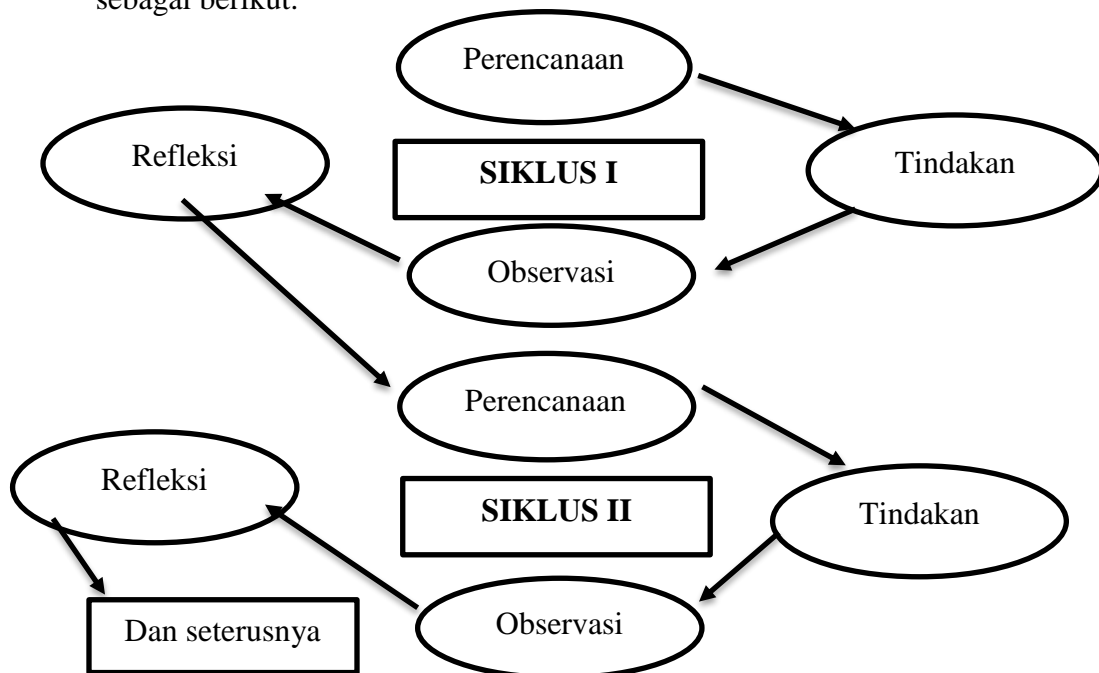 sebagai berikut:
Perencanaan
Refleksi
SIKLUS I
Tindakan
Observasi
Perencanaan
Refleksi
SIKLUS II
Tindakan
Observasi
Dan seterusnya